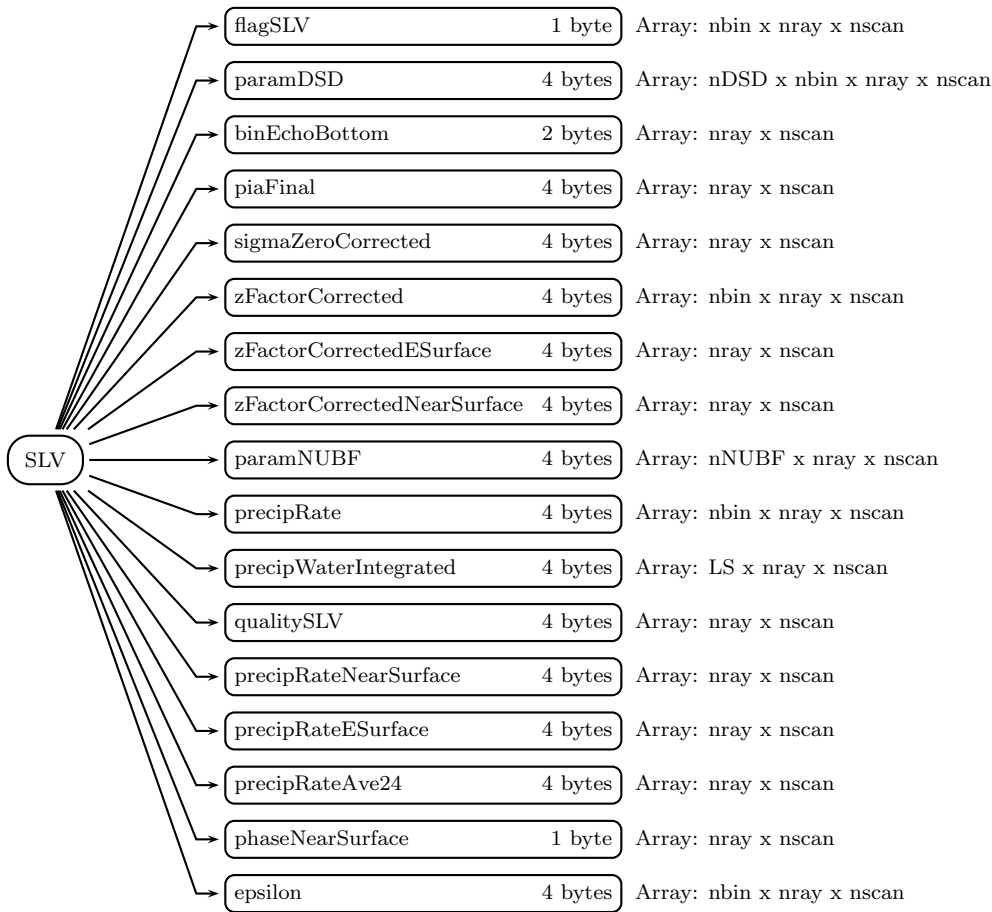 flagSLV 1 byte Array: nbin x nray x nscan
paramDSD 4 bytes Array: nDSD x nbin x nray x nscan
binEchoBottom 2 bytes Array: nray x nscan
piaFinal 4 bytes Array: nray x nscan
sigmaZeroCorrected 4 bytes Array: nray x nscan
zFactorCorrected 4 bytes Array: nbin x nray x nscan
zFactorCorrectedESurface 4 bytes Array: nray x nscan
zFactorCorrectedNearSurface 4 bytes Array: nray x nscan
SLV paramNUBF 4 bytes Array: nNUBF x nray x nscan
precipRate 4 bytes Array: nbin x nray x nscan
precipWaterIntegrated 4 bytes Array: LS x nray x nscan
qualitySLV 4 bytes Array: nray x nscan
precipRateNearSurface 4 bytes Array: nray x nscan
precipRateESurface 4 bytes Array: nray x nscan
precipRateAve24 4 bytes Array: nray x nscan
phaseNearSurface 1 byte Array: nray x nscan
epsilon 4 bytes Array: nbin x nray x nscan